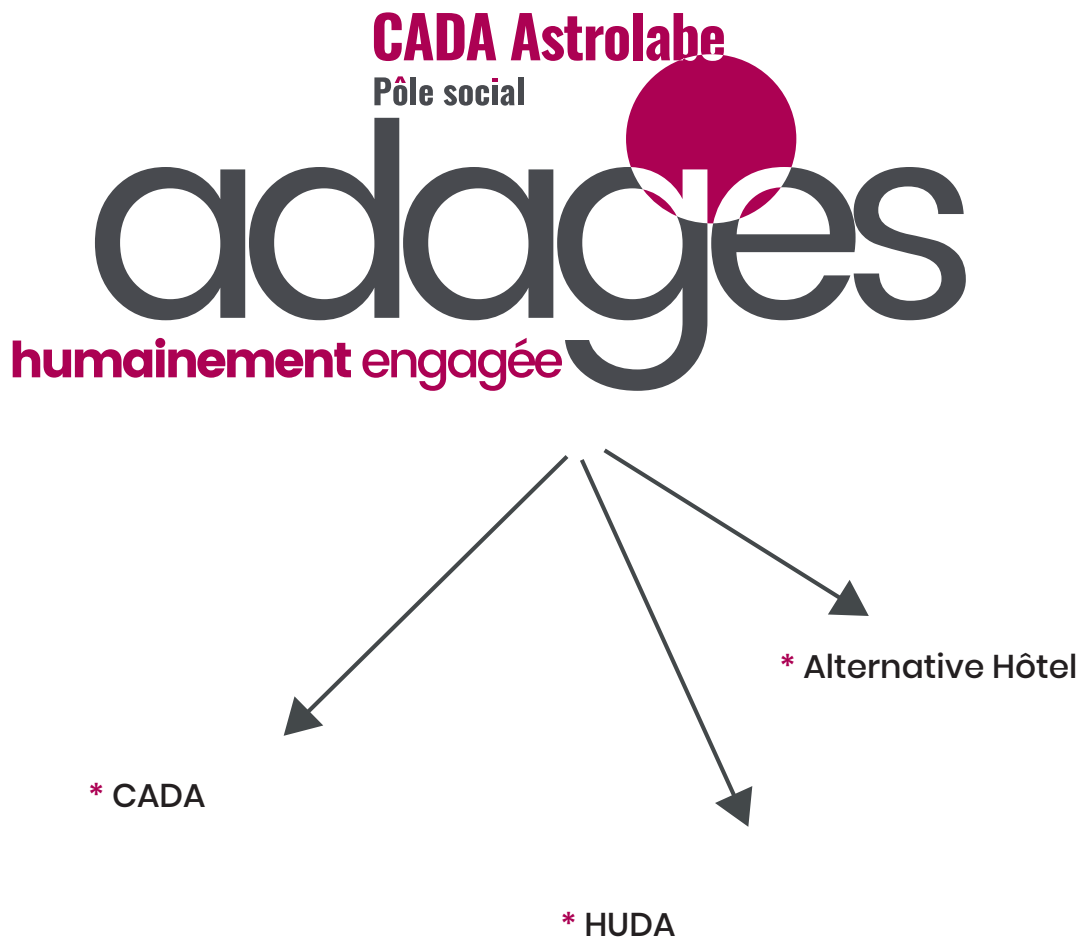 CADA Astrolabe
Pôle social
adages
humainement engagée
* Alternative Hôtel
* CADA
* HUDA